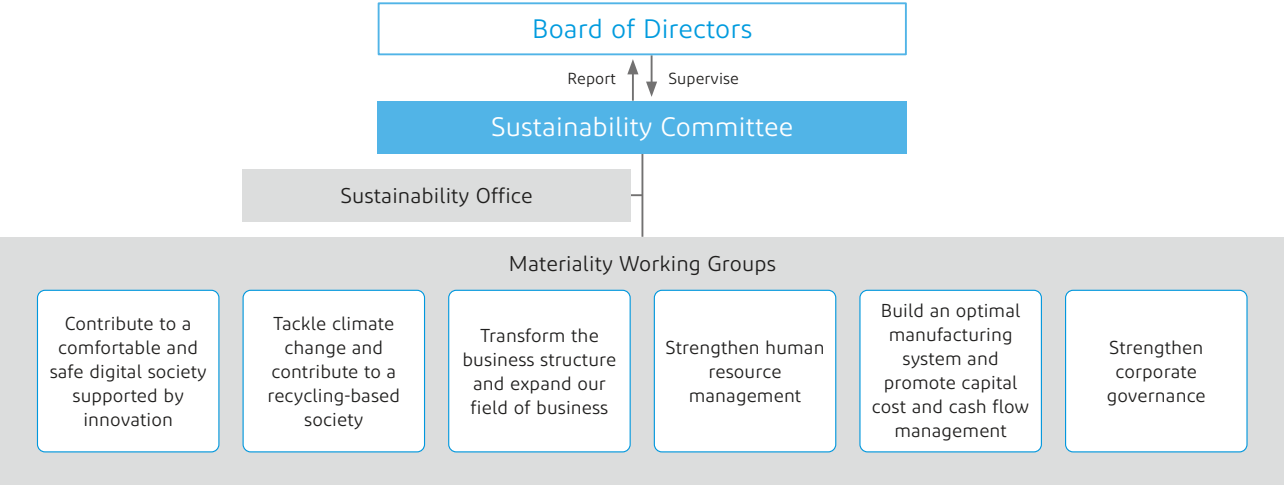 Board of Directors
Report
Supervise
Sustainability Committee
Sustainability Office
Materiality Working Groups
Contribute to a
comfortable and
safe digital society
supported by
innovation
Tackle climate
change and
contribute to a
recycling-based
society
Transform the
business structure
and expand our
field of business
Strengthen human
resource
management
Build an optimal
manufacturing
system and
promote capital
cost and cash flow
management
Strengthen
corporate
governance